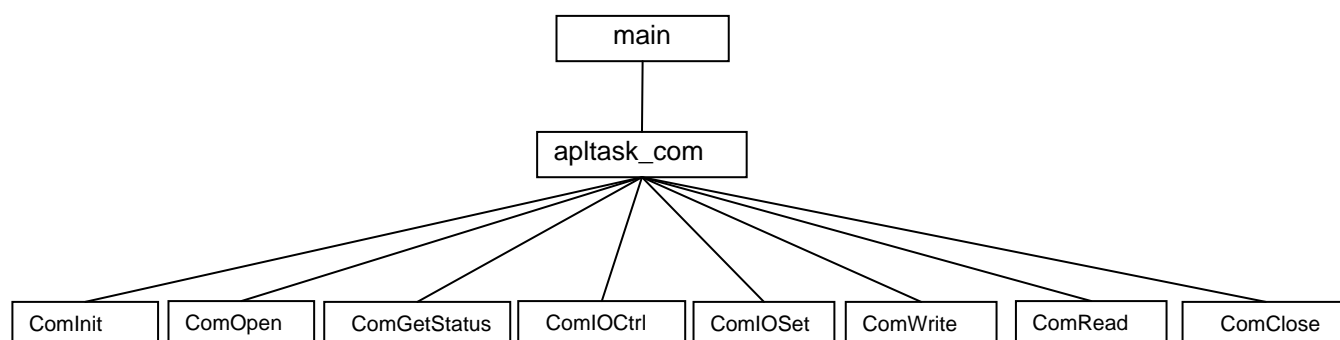 main
apltask_com
ComInit ComOpen ComGetStatus ComIOCtrl ComIOSet ComWrite ComRead ComClose